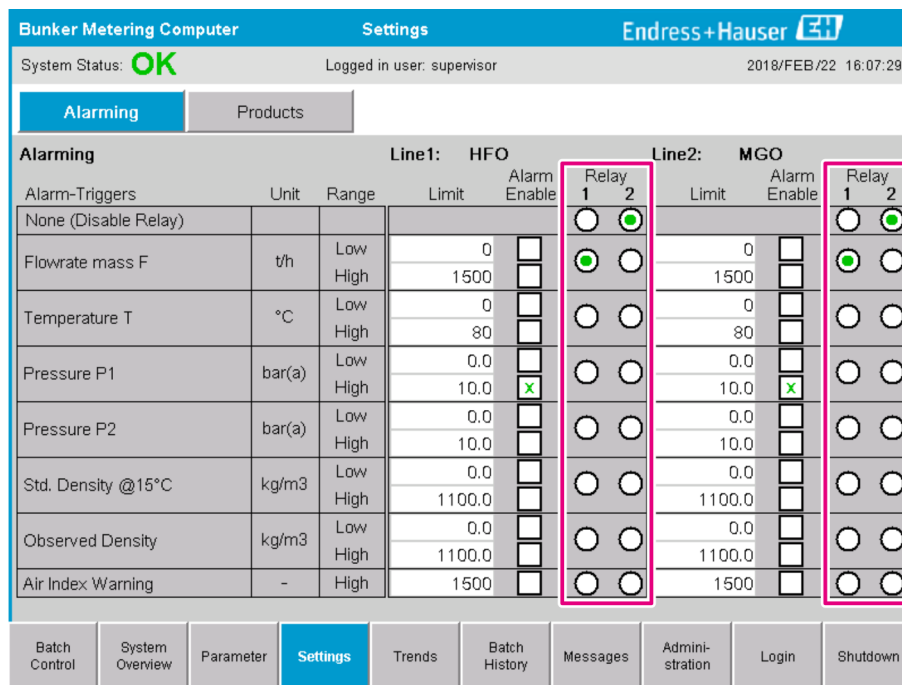 Bunker Metering Computer Settings Endress+Hauser EH
System Status: OK Logged in user: supervisor 2018/FEB/22 16:07:29
Alarming Products
Alarming Line1: HFO Line2: MGO
Alarm Relay Alarm Relay
Alarm-Triggers Unit Range Limit Enable 1 2 Limit Enable 1 2
None (Disable Relay)
Flowrate mass F t/h Low 0 0
High 1500 1500
Temperature T °C Low 0 0
High 80 80
Pressure P1 bar(a) Low 0.0 0.0
High 10.0 x 10.0 x
Pressure P2 bar(a) Low 0.0 0.0
High 10.0 10.0
Std. Density @15°C kg/m3 Low 0.0 0.0
High 1100.0 1100.0
Observed Density kg/m3 Low 0.0 0.0
High 1100.0 1100.0
Air Index Warning - High 1500 1500
Batch Control System Overview Parameter Settings Trends Batch History Messages Admini-stration Login Shutdown